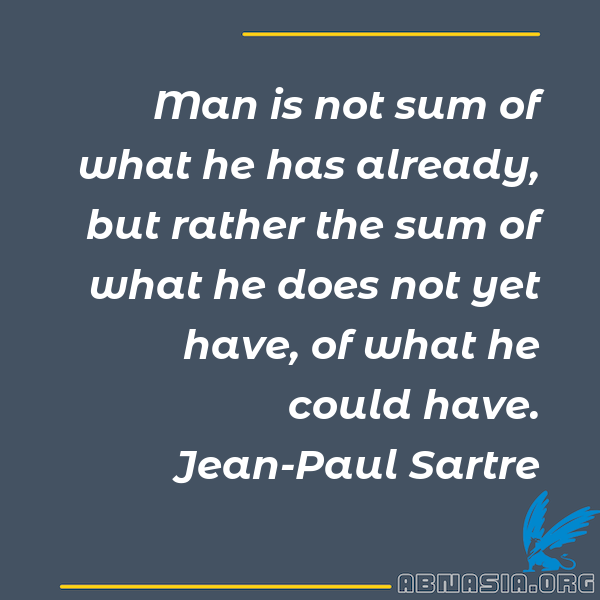 Man is not sum of
what he has already,
but rather the sum of
what he does not yet
have, of what he
could have.
Jean-Paul Sartre
ABNASIA.ORG